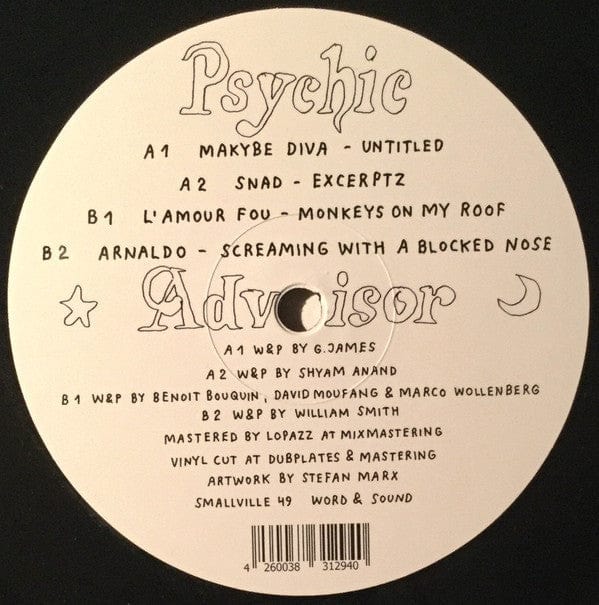 Psychic
A1 MAKYBE DIVA - UNTITLED
A2 SNAD - EXCERPTZ
B1 L'AMOUR FOU - MONKEYS ON MY ROOF
B2 ARNALDO - SCREAMING WITH A BLOCKED NOSE
Advisor
A1 W&P BY G.JAMES
A2 W&P BY SHYAM ANAND
B1 W&P BY BENOIT BOUQUIN, DAVID MOUFANG & MARCO WOLLENBERG
B2 W&P BY WILLIAM SMITH
MASTERED BY LOPAZZ AT MIXMASTERING
VINYL CUT AT DUBPLATES & MASTERING
ARTWORK BY STEFAN MARX
SMALLVILLE 49 WORD & SOUND
4 260038 312940